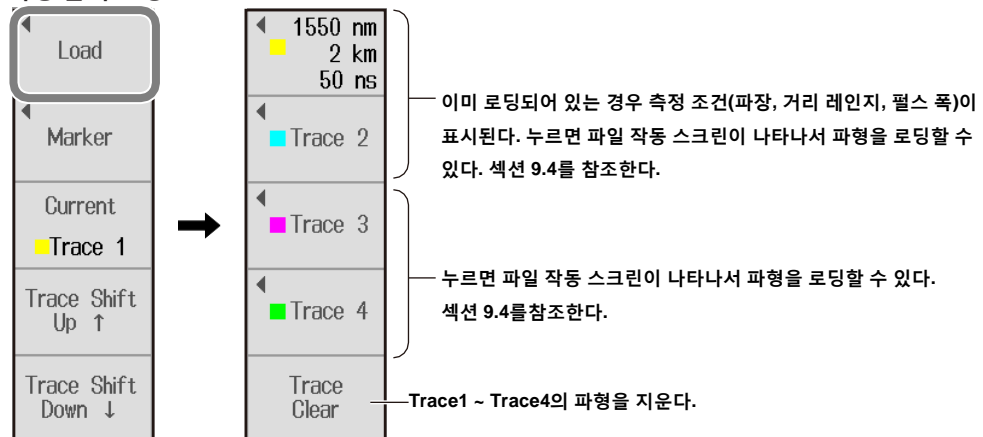 Load
Marker
Current
Trace 1
Trace Shift
Up ↑
Trace Shift
Down ↓
1550 nm
2 km
50 ns
Trace 2
Trace 3
Trace 4
Trace
Clear
이미 로딩되어 있는 경우 측정 조건(파장, 거리 레인지, 펄스 폭)이
표시된다. 누르면 파일 작동 스크린이 나타나서 파형을 로딩할 수
있다. 섹션 9.4를 참조한다.
누르면 파일 작동 스크린이 나타나서 파형을 로딩할 수 있다.
섹션 9.4를참조한다.
Trace1 ~ Trace4의 파형을 지운다.